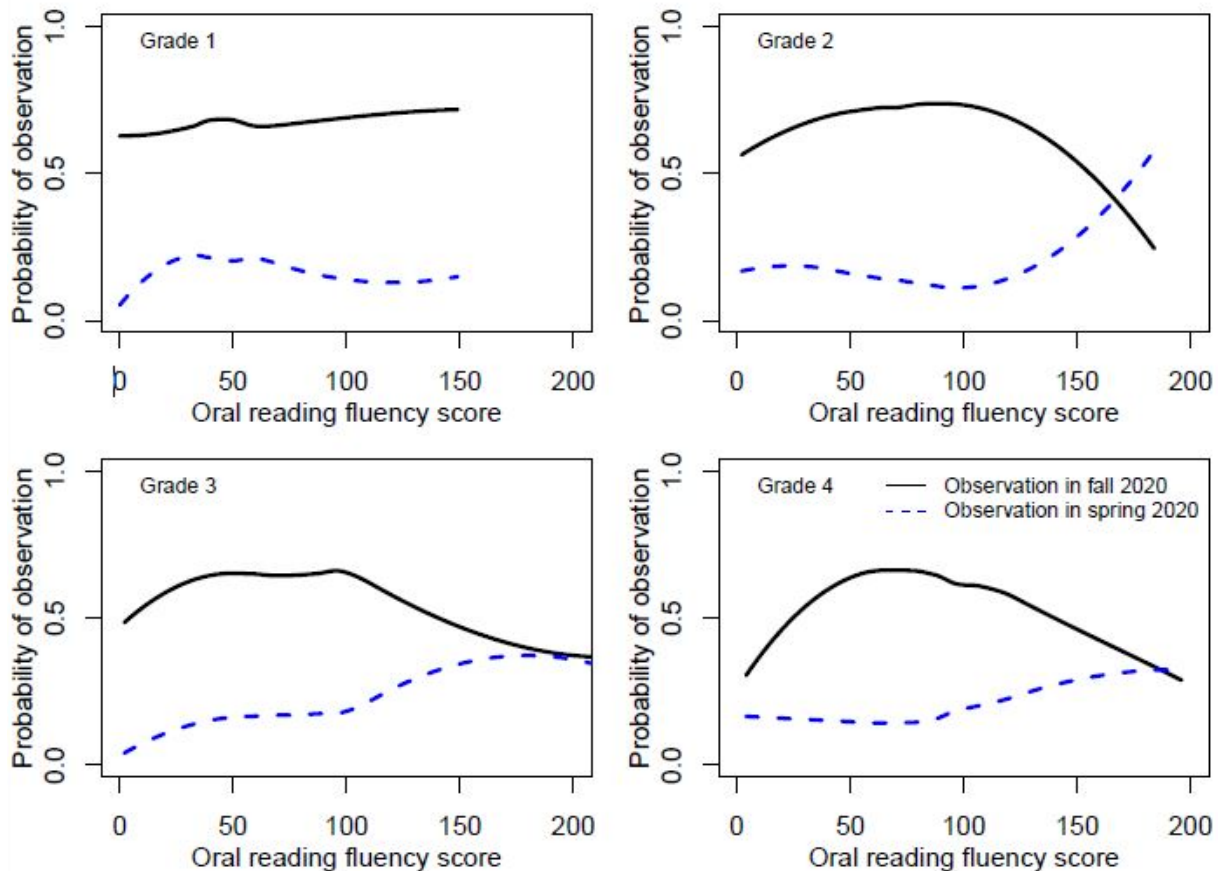 Grade 1
Probability of observation
1.0
0.5
0.0
0 50 100 150 200
Oral reading fluency score
Grade 2
Probability of observation
1.0
0.5
0.0
0 50 100 150 200
Oral reading fluency score
Grade 3
Probability of observation
1.0
0.5
0.0
0 50 100 150 200
Oral reading fluency score
Grade 4
Observation in fall 2020
Observation in spring 2020
Probability of observation
1.0
0.5
0.0
0 50 100 150 200
Oral reading fluency score